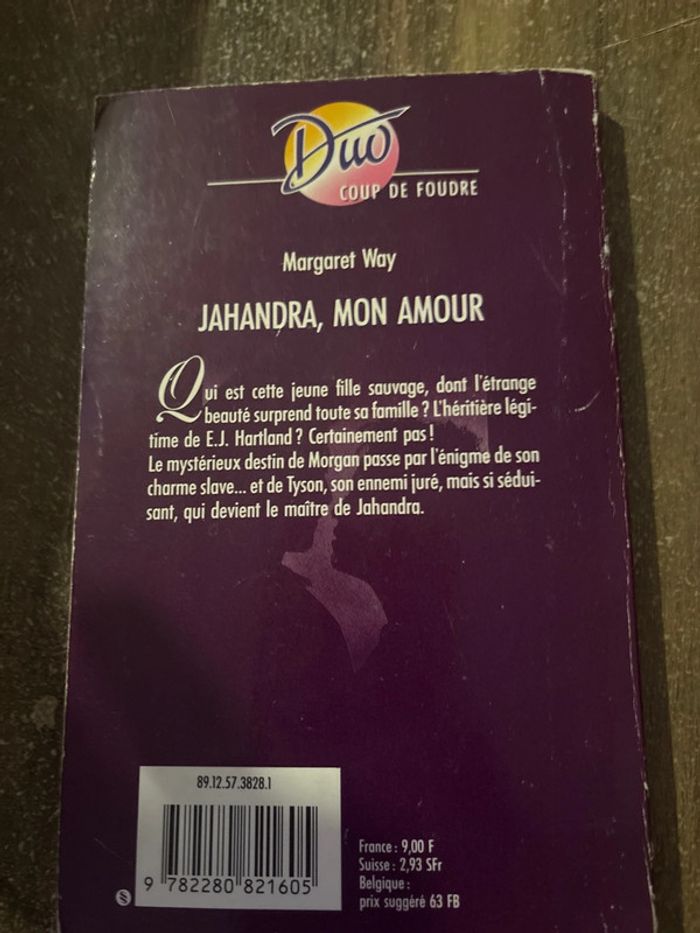 Duo
COUP DE FOUDRE
Margaret Way
JAHANDRA, MON AMOUR
Qui est cette jeune fille sauvage, dont l'étrange
beauté surprend toute sa famille ? L'héritière légi-
time de E.J. Hartland ? Certainement pas !
Le mystérieux destin de Morgan passe par l'énigme de son
charme slave... et de Tyson, son ennemi juré, mais si sédui-
sant, qui devient le maître de Jahandra.
89.12.57.3828.1
9 782280 821605
France : 9,00 F
Suisse : 2,93 SFr
Belgique :
prix suggéré 63 FB